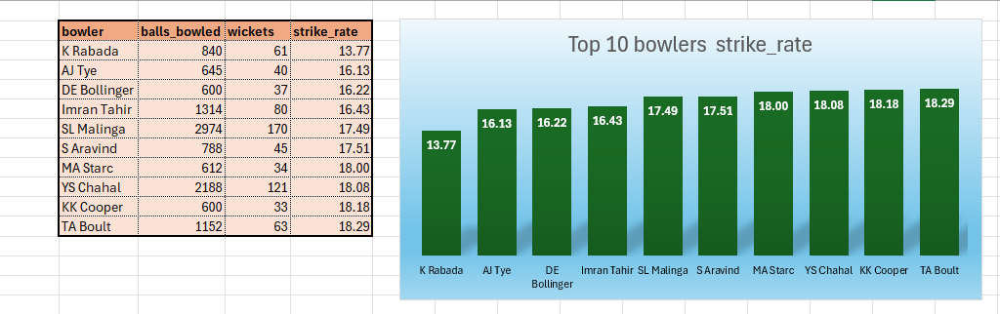 bowler balls_bowled wickets strike_rate
K Rabada 840 61 13.77
AJ Tye 645 40 16.13
DE Bollinger 600 37 16.22
Imran Tahir 1314 80 16.43
SL Malinga 2974 170 17.49
S Aravind 788 45 17.51
MA Starc 612 34 18.00
YS Chahal 2188 121 18.08
KK Cooper 600 33 18.18
TA Boult 1152 63 18.29
Top 10 bowlers strike_rate
13.77 16.13 16.22 16.43 17.49 17.51 18.00 18.08 18.18 18.29
K Rabada AJ Tye DE Imran Tahir SL Malinga S Aravind MA Starc YS Chahal KK Cooper TA Boult
Bollinger